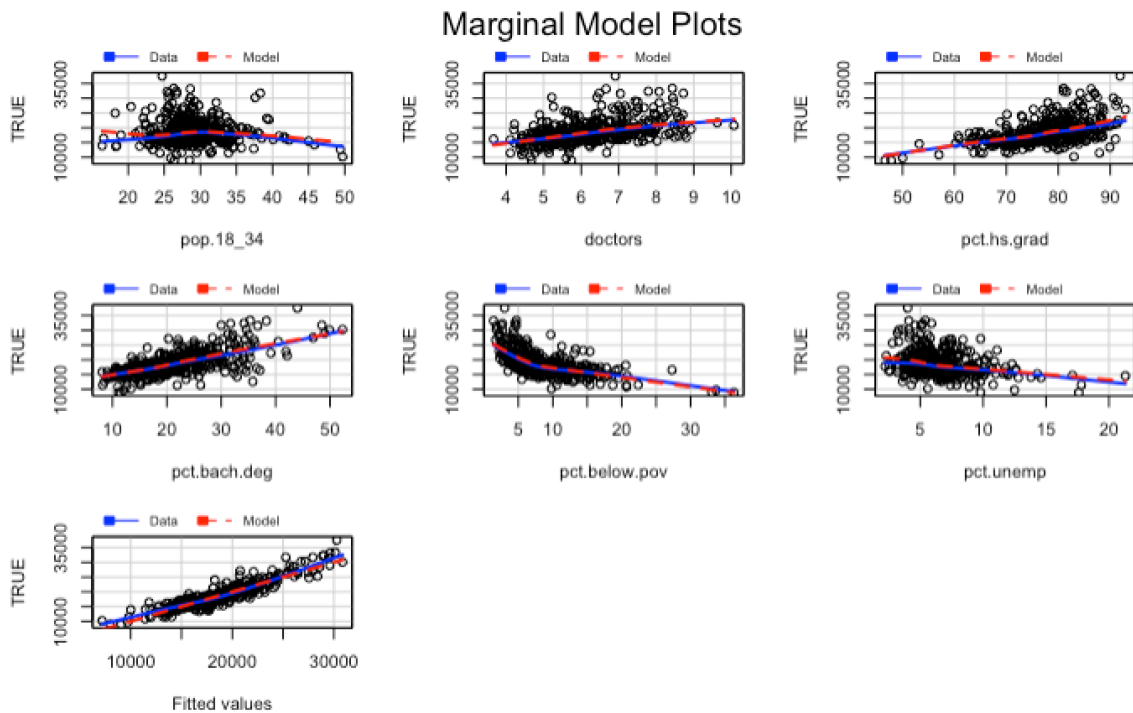 Marginal Model Plots
Data Model Data Model Data Model
TRUE TRUE TRUE
10000 35000 10000 35000 10000 35000
20 25 30 35 40 45 50 4 5 6 7 8 9 10 50 60 70 80 90
pop.18_34 doctors pct.hs.grad
Data Model Data Model Data Model
TRUE TRUE TRUE
10000 35000 10000 35000 10000 35000
10 20 30 40 50 5 10 20 30 5 10 15 20
pct.bach.deg pct.below.pov pct.unemp
Data Model
TRUE
10000 35000
10000 20000 30000
Fitted values